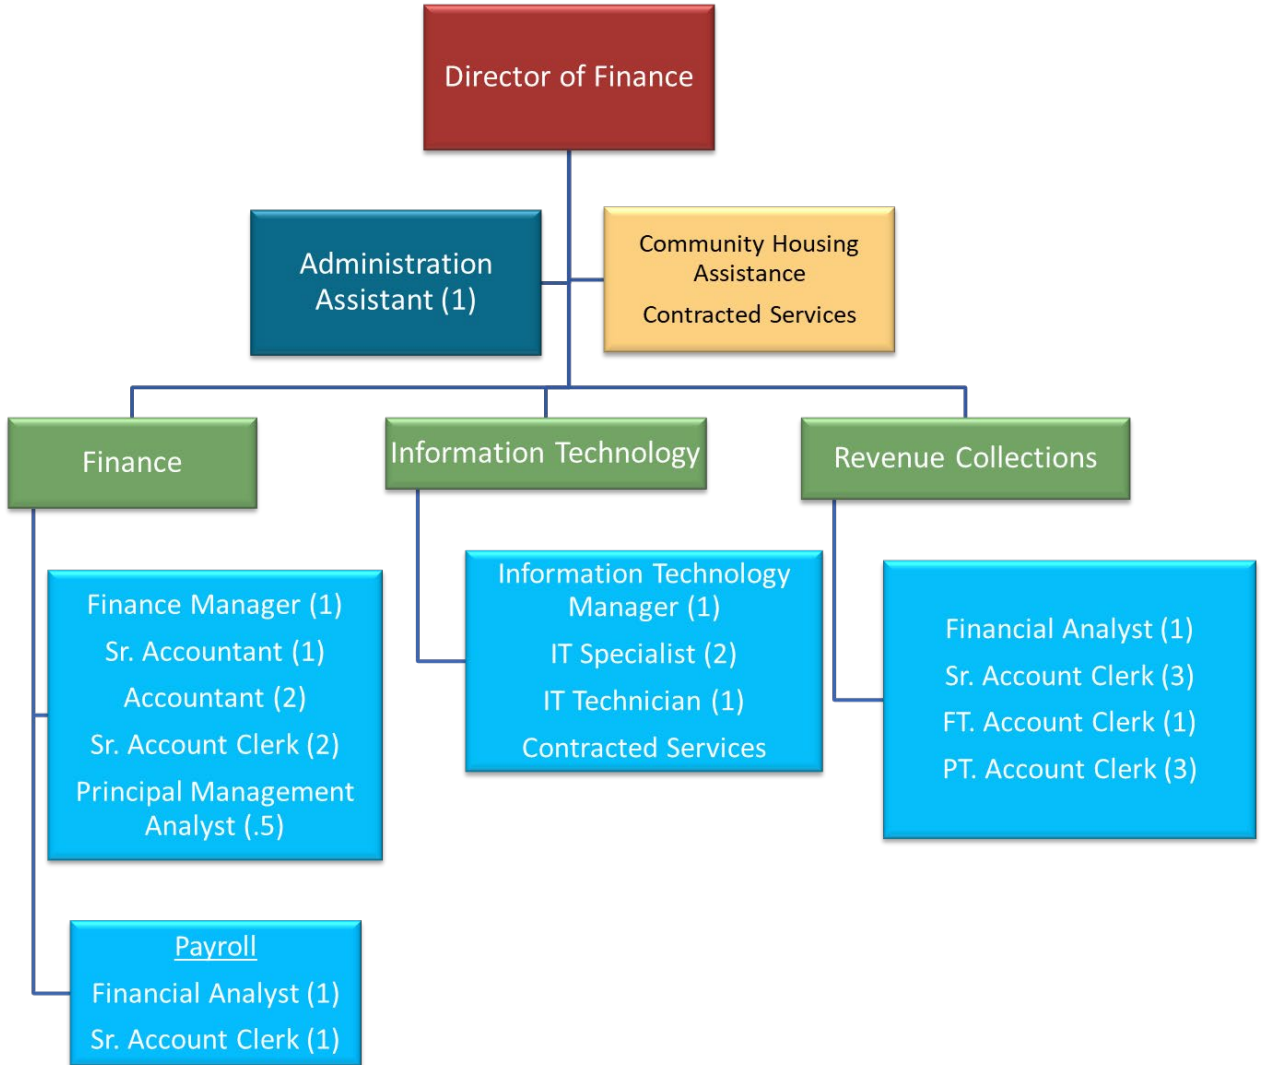 Director of Finance
Administration
Assistant (1)
Community Housing
Assistance
Contracted Services
Finance
Information Technology
Revenue Collections
Finance Manager (1)
Sr. Accountant (1)
Accountant (2)
Sr. Account Clerk (2)
Principal Management
Analyst (.5)
Payroll
Financial Analyst (1)
Sr. Account Clerk (1)
Information Technology
Manager (1)
IT Specialist (2)
IT Technician (1)
Contracted Services
Financial Analyst (1)
Sr. Account Clerk (3)
FT. Account Clerk (1)
PT. Account Clerk (3)